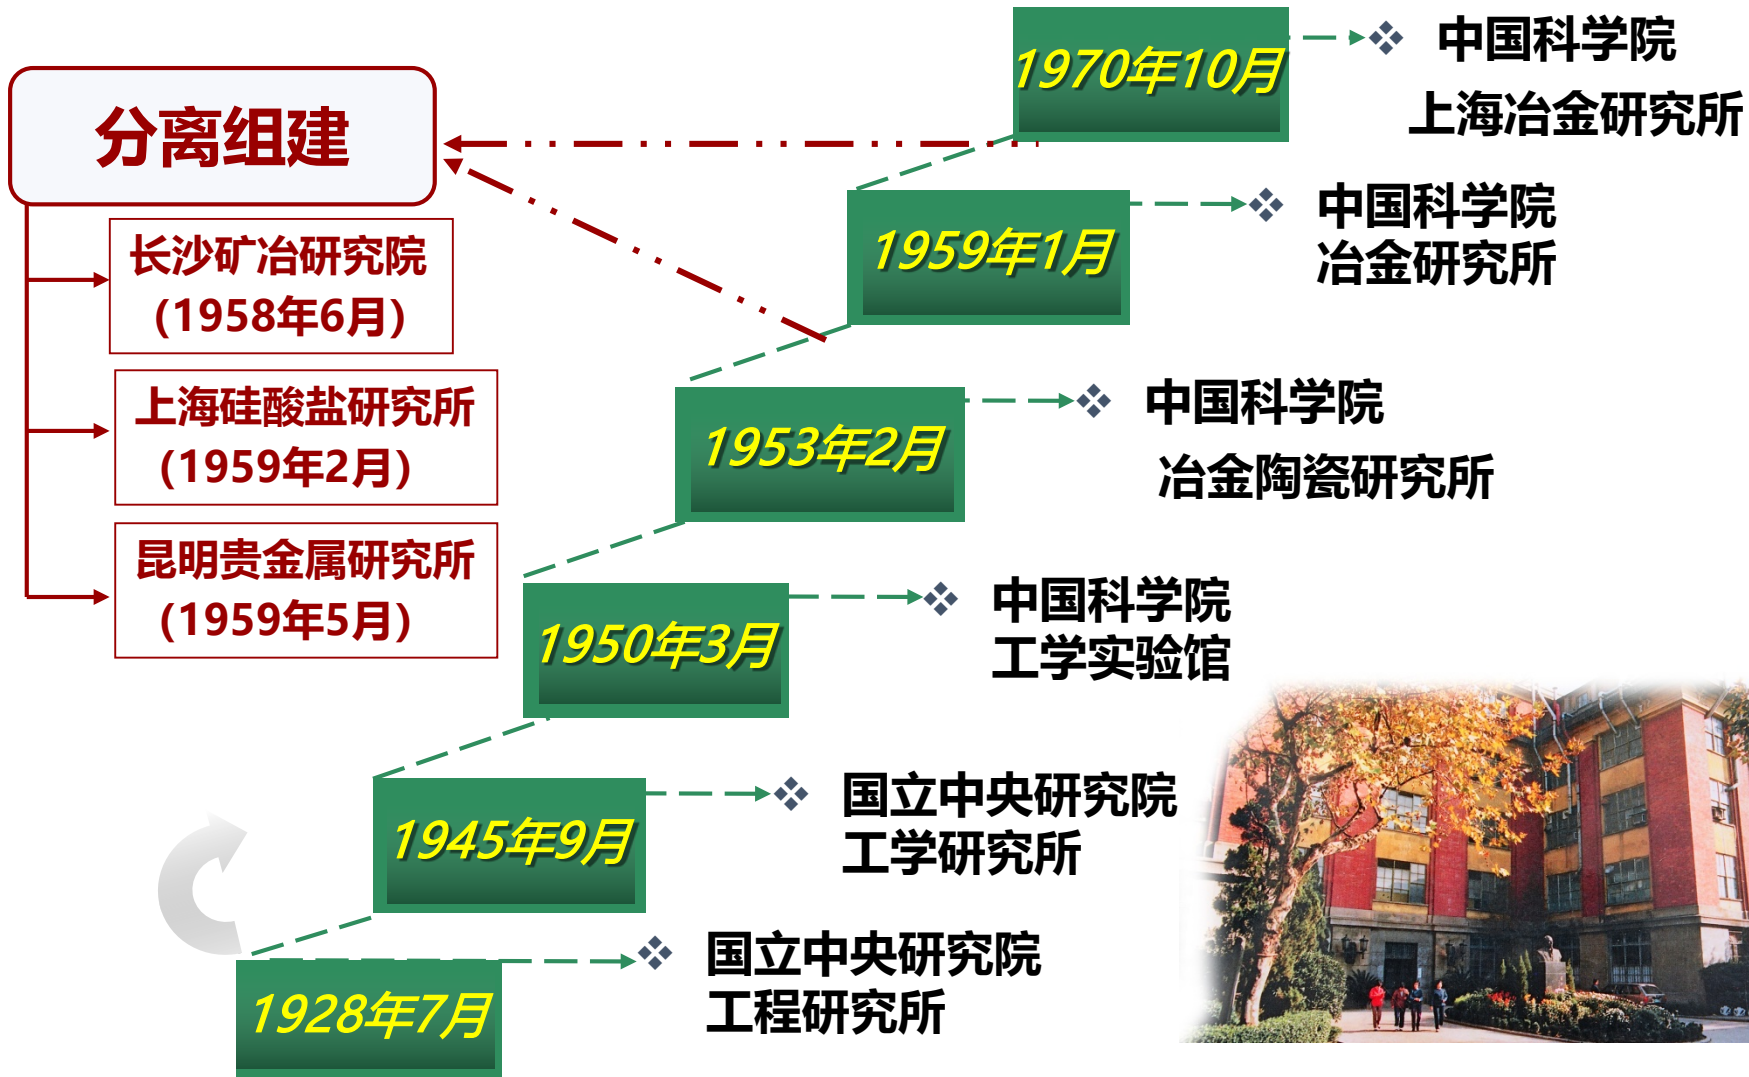 分离组建
长沙矿冶研究院
(1958年6月)
上海硅酸盐研究所
(1959年2月)
昆明贵金属研究所
(1959年5月)
1970年10月
中国科学院
上海冶金研究所
1959年1月
中国科学院
冶金研究所
1953年2月
中国科学院
冶金陶瓷研究所
1950年3月
中国科学院
工学实验馆
1945年9月
国立中央研究院
工学研究所
1928年7月
国立中央研究院
工程研究所